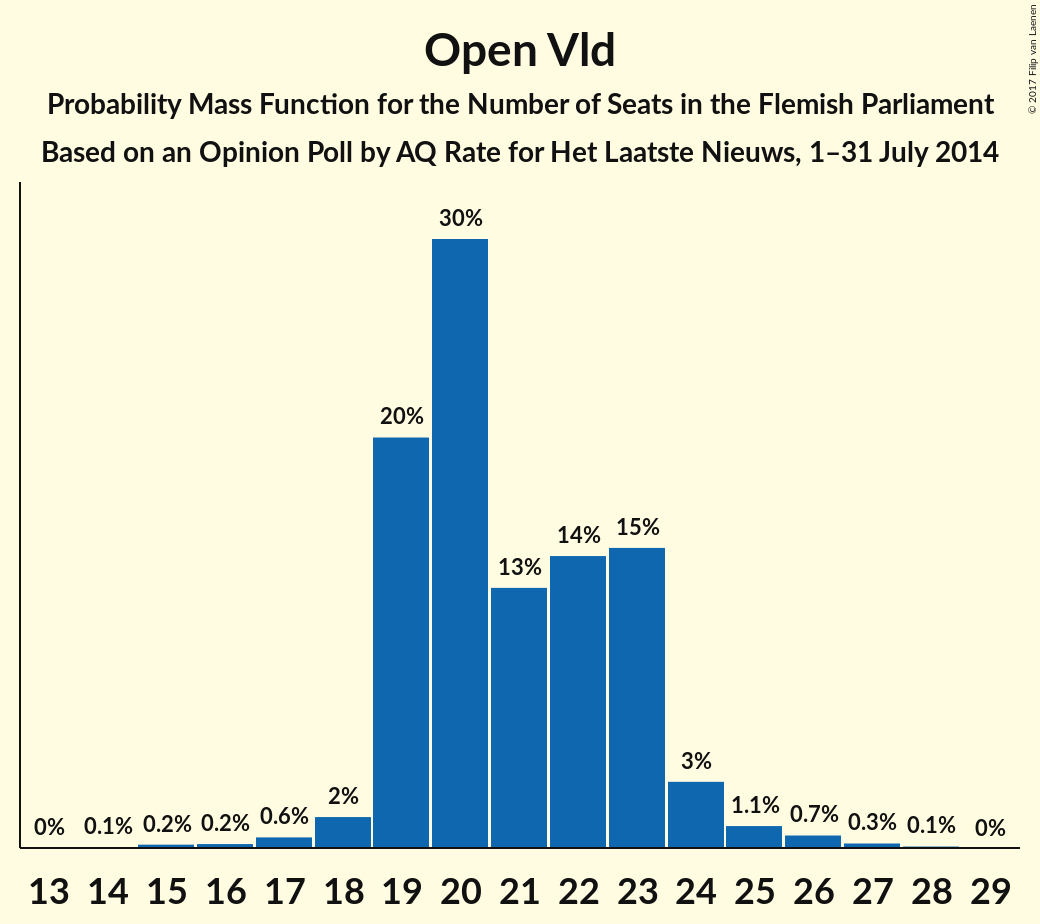 Open Vld
Probability Mass Function for the Number of Seats in the Flemish Parliament
Based on an Opinion Poll by AQ Rate for Het Laatste Nieuws, 1–31 July 2014
© 2017 Filip van Laenen
0% 0.1% 0.2% 0.2% 0.6% 2% 20% 30% 13% 14% 15% 3% 1.1% 0.7% 0.3% 0.1% 0%
13 14 15 16 17 18 19 20 21 22 23 24 25 26 27 28 29